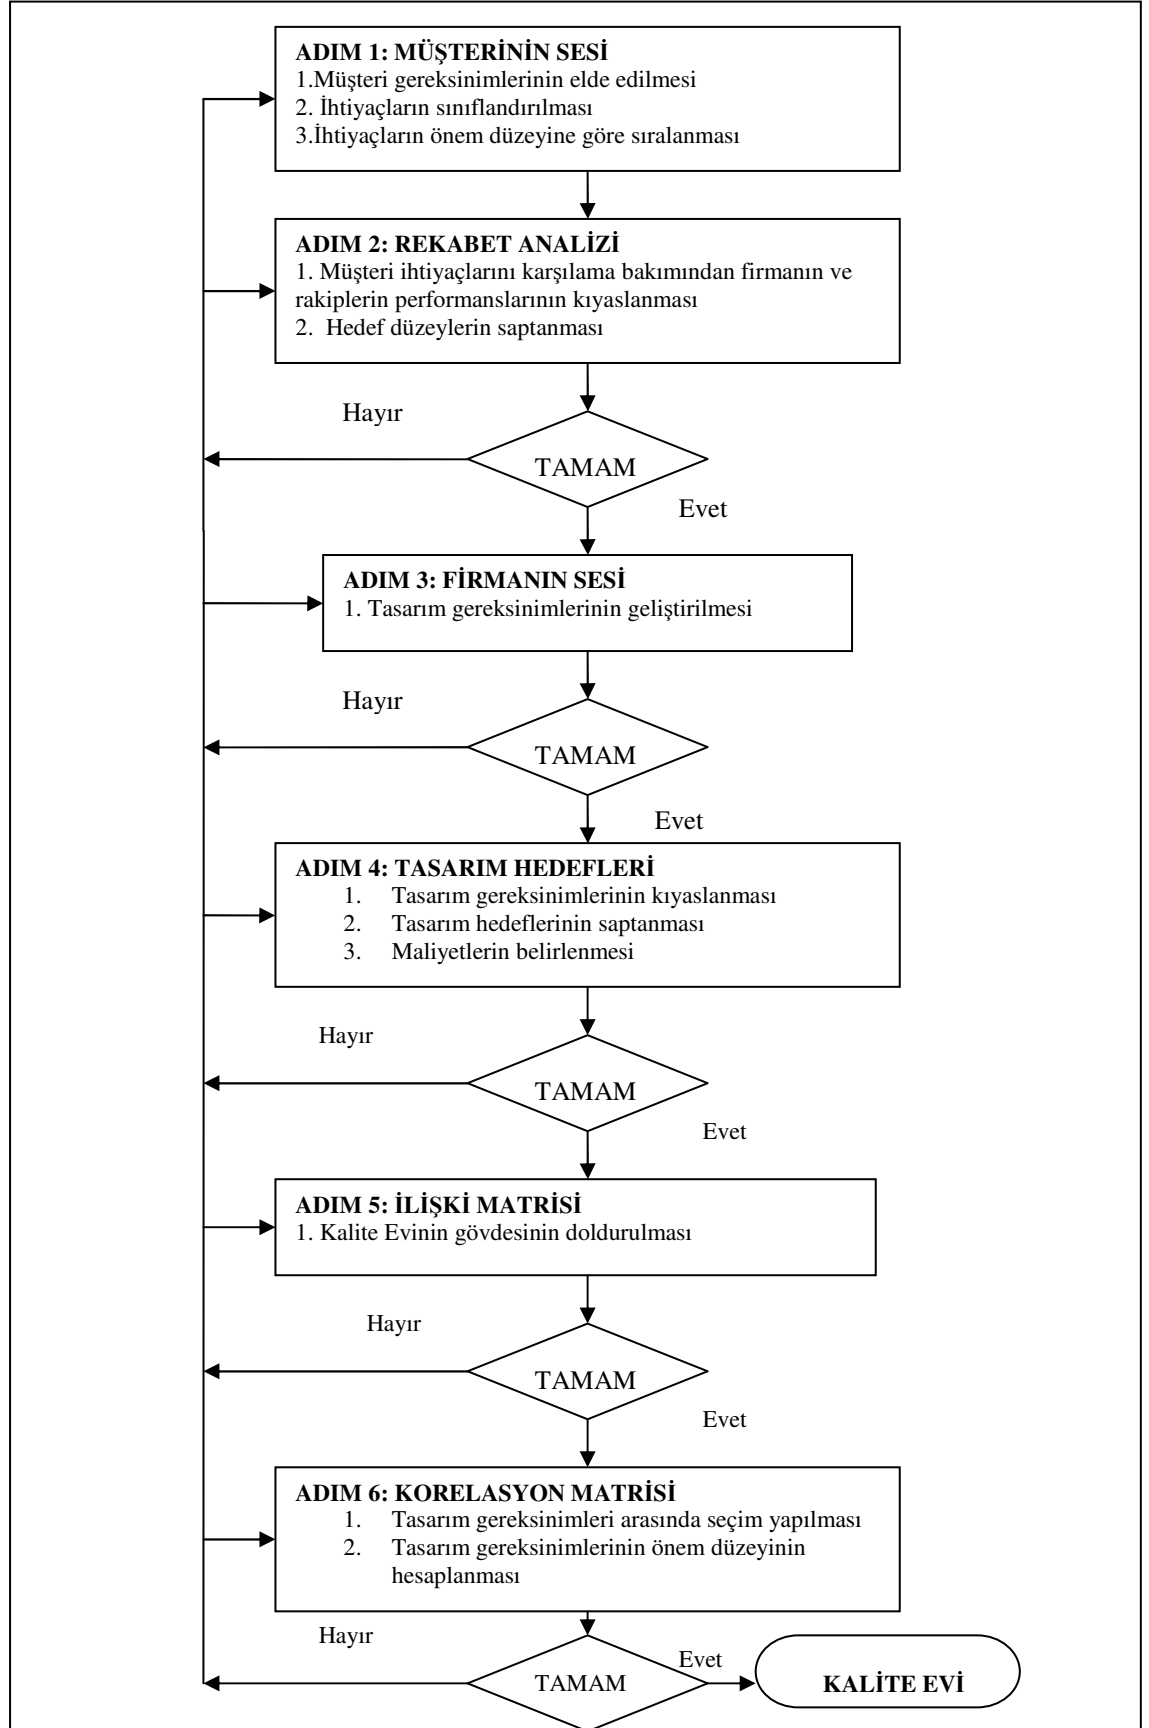 ADIM 1: MÜŞTERİNİN SESİ
1.Müşteri gereksinimlerinin elde edilmesi
2. İhtiyaçların sınıflandırılması
3.İhtiyaçların önem düzeyine göre sıralanması
ADIM 2: REKABET ANALİZİ
1. Müşteri ihtiyaçlarını karşılama bakımından firmanın ve
rakiplerin performanslarının kıyaslanması
2. Hedef düzeylerin saptanması
Hayır
TAMAM
Evet
ADIM 3: FİRMANIN SESİ
1. Tasarım gereksinimlerinin geliştirilmesi
Hayır
TAMAM
Evet
ADIM 4: TASARIM HEDEFLERİ
1. Tasarım gereksinimlerinin kıyaslanması
2. Tasarım hedeflerinin saptanması
3. Maliyetlerin belirlenmesi
Hayır
TAMAM
Evet
ADIM 5: İLİŞKİ MATRİSİ
1. Kalite Evinin gövdesinin doldurulması
Hayır
TAMAM
Evet
ADIM 6: KORELASYON MATRİSİ
1. Tasarım gereksinimleri arasında seçim yapılması
2. Tasarım gereksinimlerinin önem düzeyinin
hesaplanması
Hayır
TAMAM
Evet
KALİTE EVİ